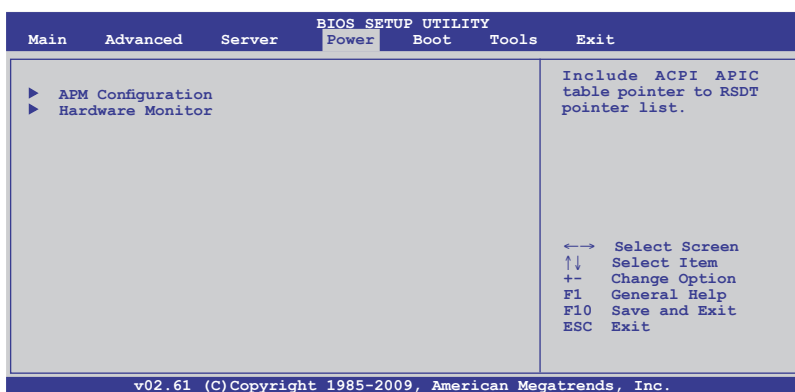 BIOS SETUP UTILITY
Main Advanced Server Power Boot Tools Exit
▶ APM Configuration
▶ Hardware Monitor
Include ACPI APIC
table pointer to RSDT
pointer list.
←→ Select Screen
↑↓ Select Item
+- Change Option
F1 General Help
F10 Save and Exit
ESC Exit
v02.61 (C)Copyright 1985-2009, American Megatrends, Inc.